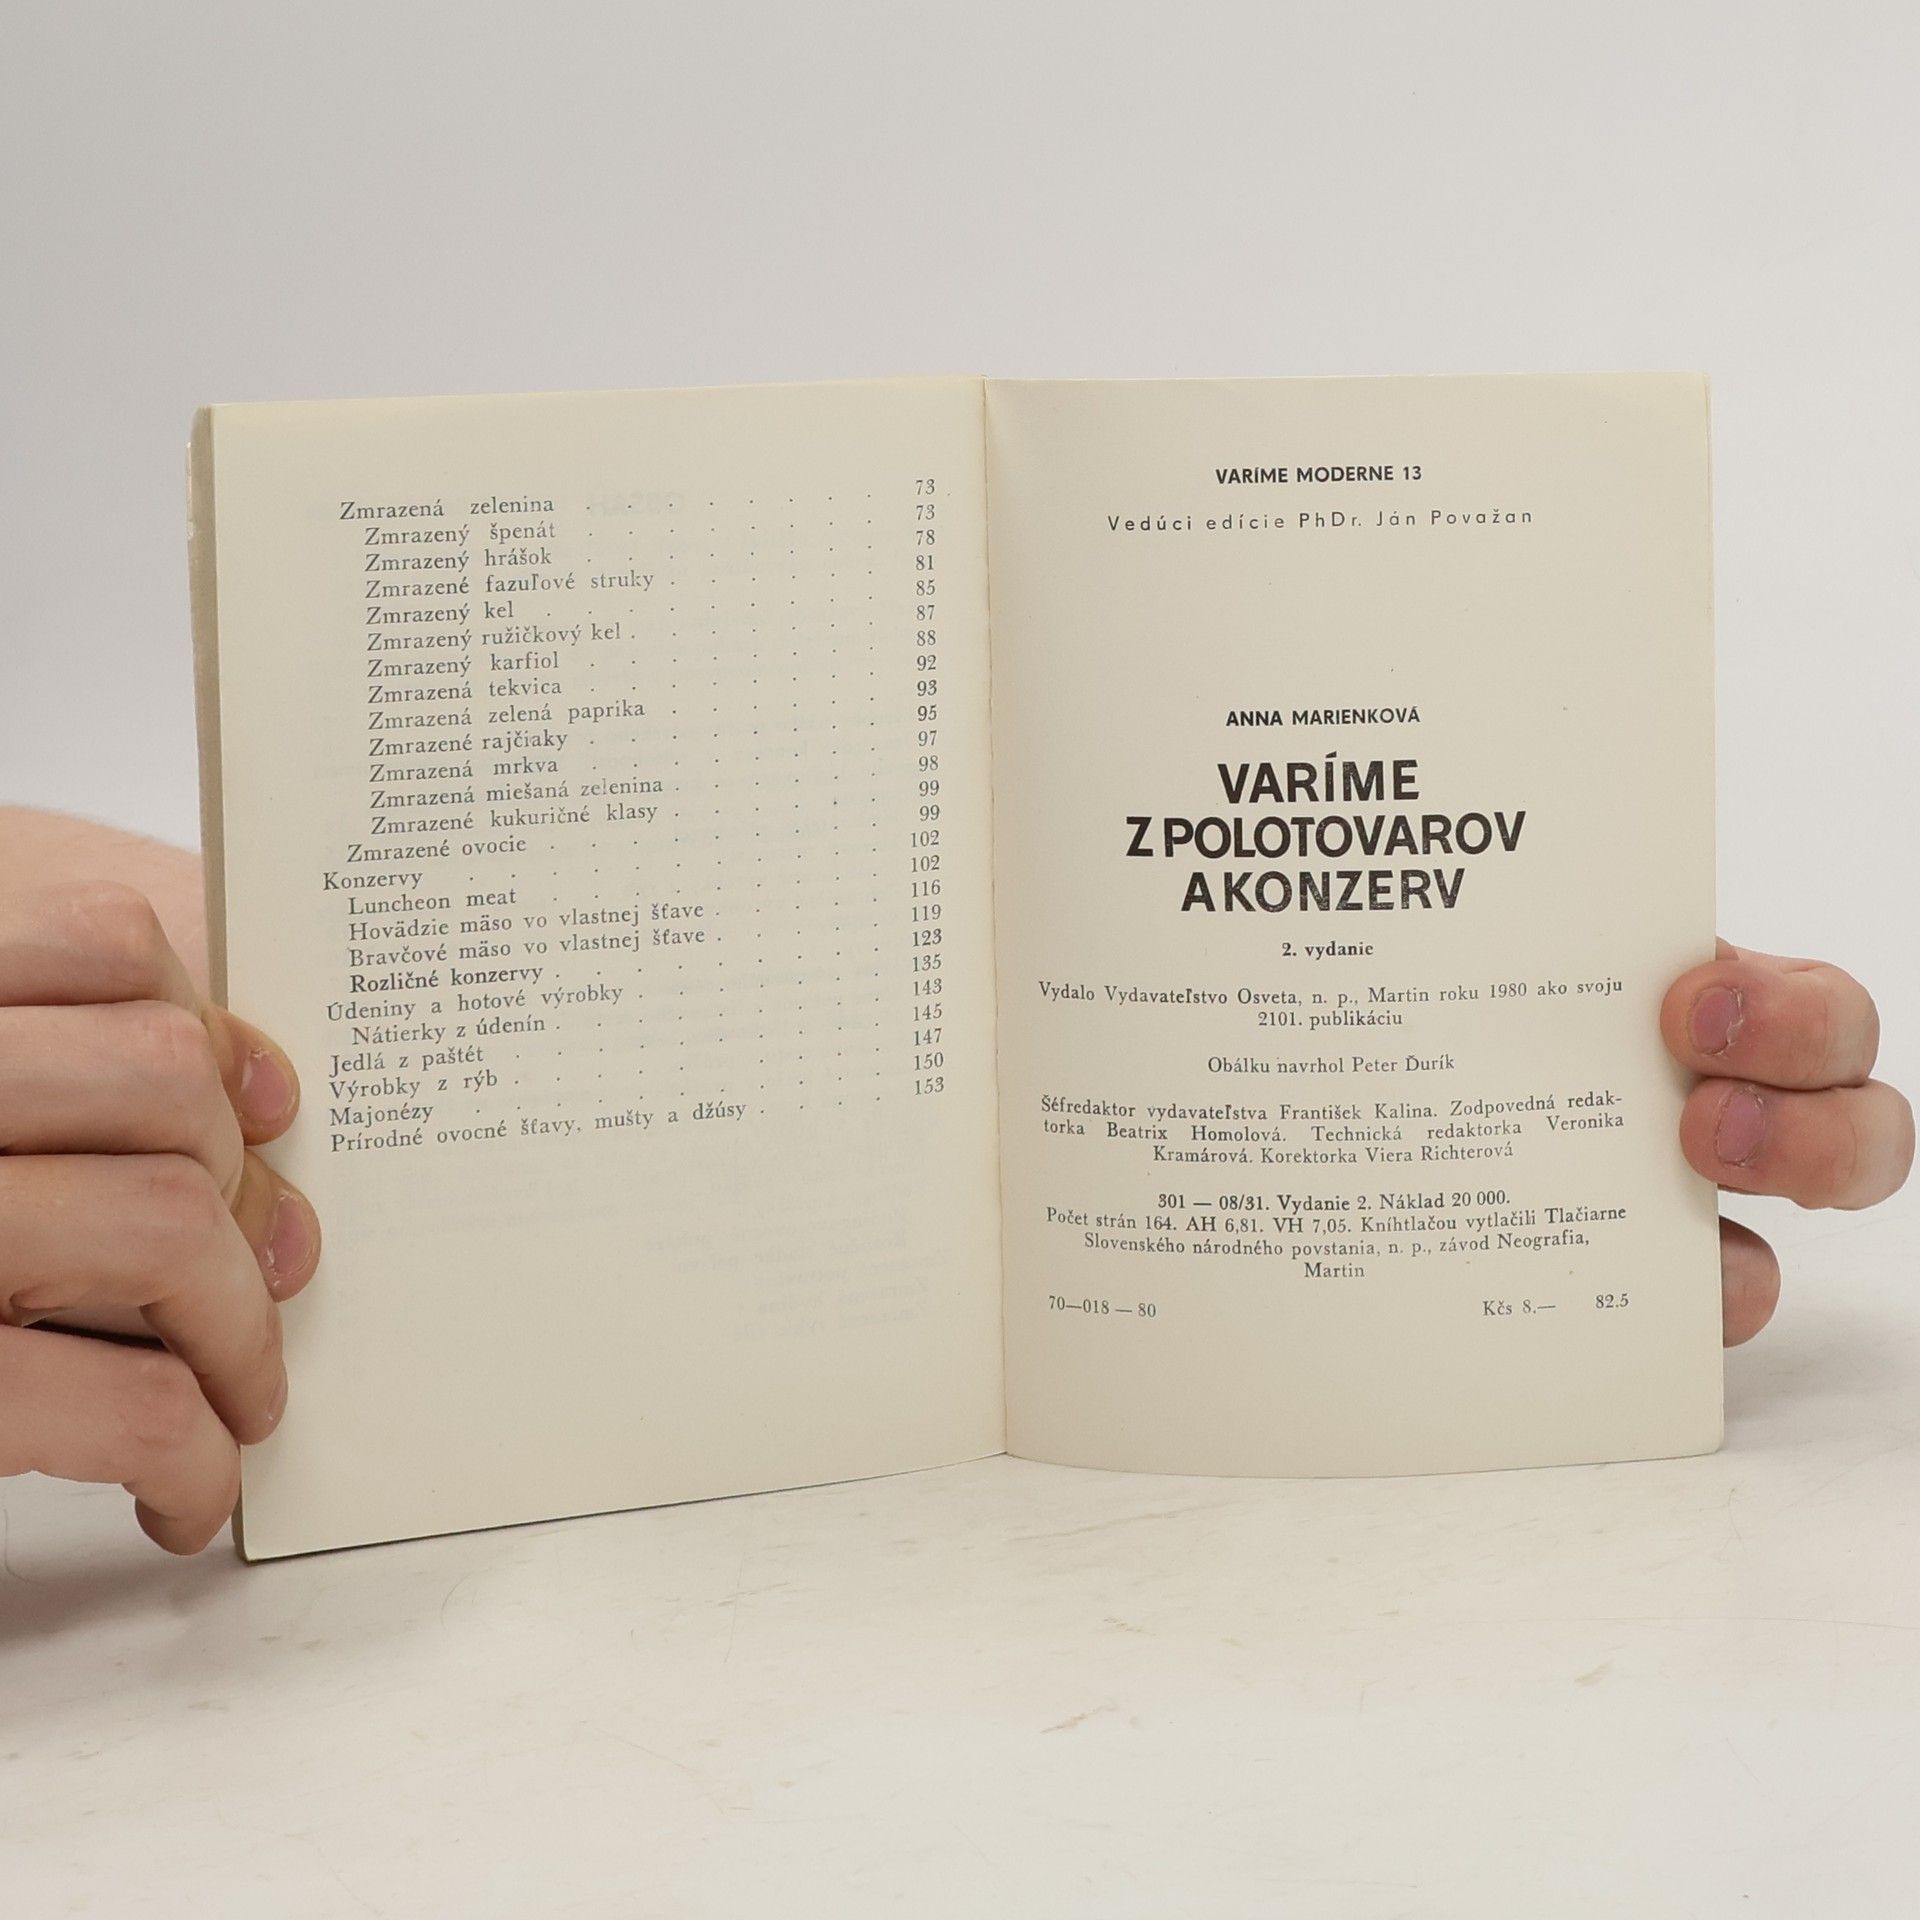 Zmrazená zelenina . . . . . . . . 73
Zmrazený špenát . . . . . . . . 73
Zmrazený hrášok . . . . . . . . 78
Zmrazené fazuľové struky . . . . . . 81
Zmrazený kel . . . . . . . . . 85
Zmrazený ružičkový kel . . . . . . . 87
Zmrazený karfiol . . . . . . . . 88
Zmrazená tekvica . . . . . . . . 92
Zmrazená zelená paprika . . . . . . 93
Zmrazené rajčiaky . . . . . . . . 95
Zmrazená mrkva . . . . . . . . 97
Zmrazená miešaná zelenina . . . . . . 98
Zmrazené kukuričné klasy . . . . . . 99
Zmrazené ovocie . . . . . . . . . 99
Konzervy . . . . . . . . . . . 102
Luncheon meat . . . . . . . . . 102
Hovädzie mäso vo vlastnej šťave . . . . . 116
Bravčové mäso vo vlastnej šťave . . . . . 119
Rozličné konzervy . . . . . . . . . 123
Údeniny a hotové výrobky . . . . . . . 135
Nátierky z údenín . . . . . . . . . 143
Jedlá z paštét . . . . . . . . . . 145
Výrobky z rýb . . . . . . . . . . 147
Majonézy . . . . . . . . . . . 150
Prírodné ovocné šťavy, mušty a džúsy . . . . 153
VARÍME MODERNE 13
Vedúci edície PhDr. Ján Považan
ANNA MARIENKOVÁ
VARÍME
Z POLOTOVAROV
A KONZERV
2. vydanie
Vydalo Vydavateľstvo Osveta, n. p., Martin roku 1980 ako svoju
2101. publikáciu
Obálku navrhol Peter Ďurík
Šéfredaktor vydavateľstva František Kalina. Zodpovedná redak-
torka Beatrix Homolová. Technická redaktorka Veronika
Kramárová. Korektorka Viera Richterová
301 — 08/31. Vydanie 2. Náklad 20 000.
Počet strán 164. AH 6,81. VH 7,05. Kníhtlačou vytlačili Tlačiarne
Slovenského národného povstania, n. p., závod Neografia,
Martin
70—018 — 80 Kčs 8.— 82.5